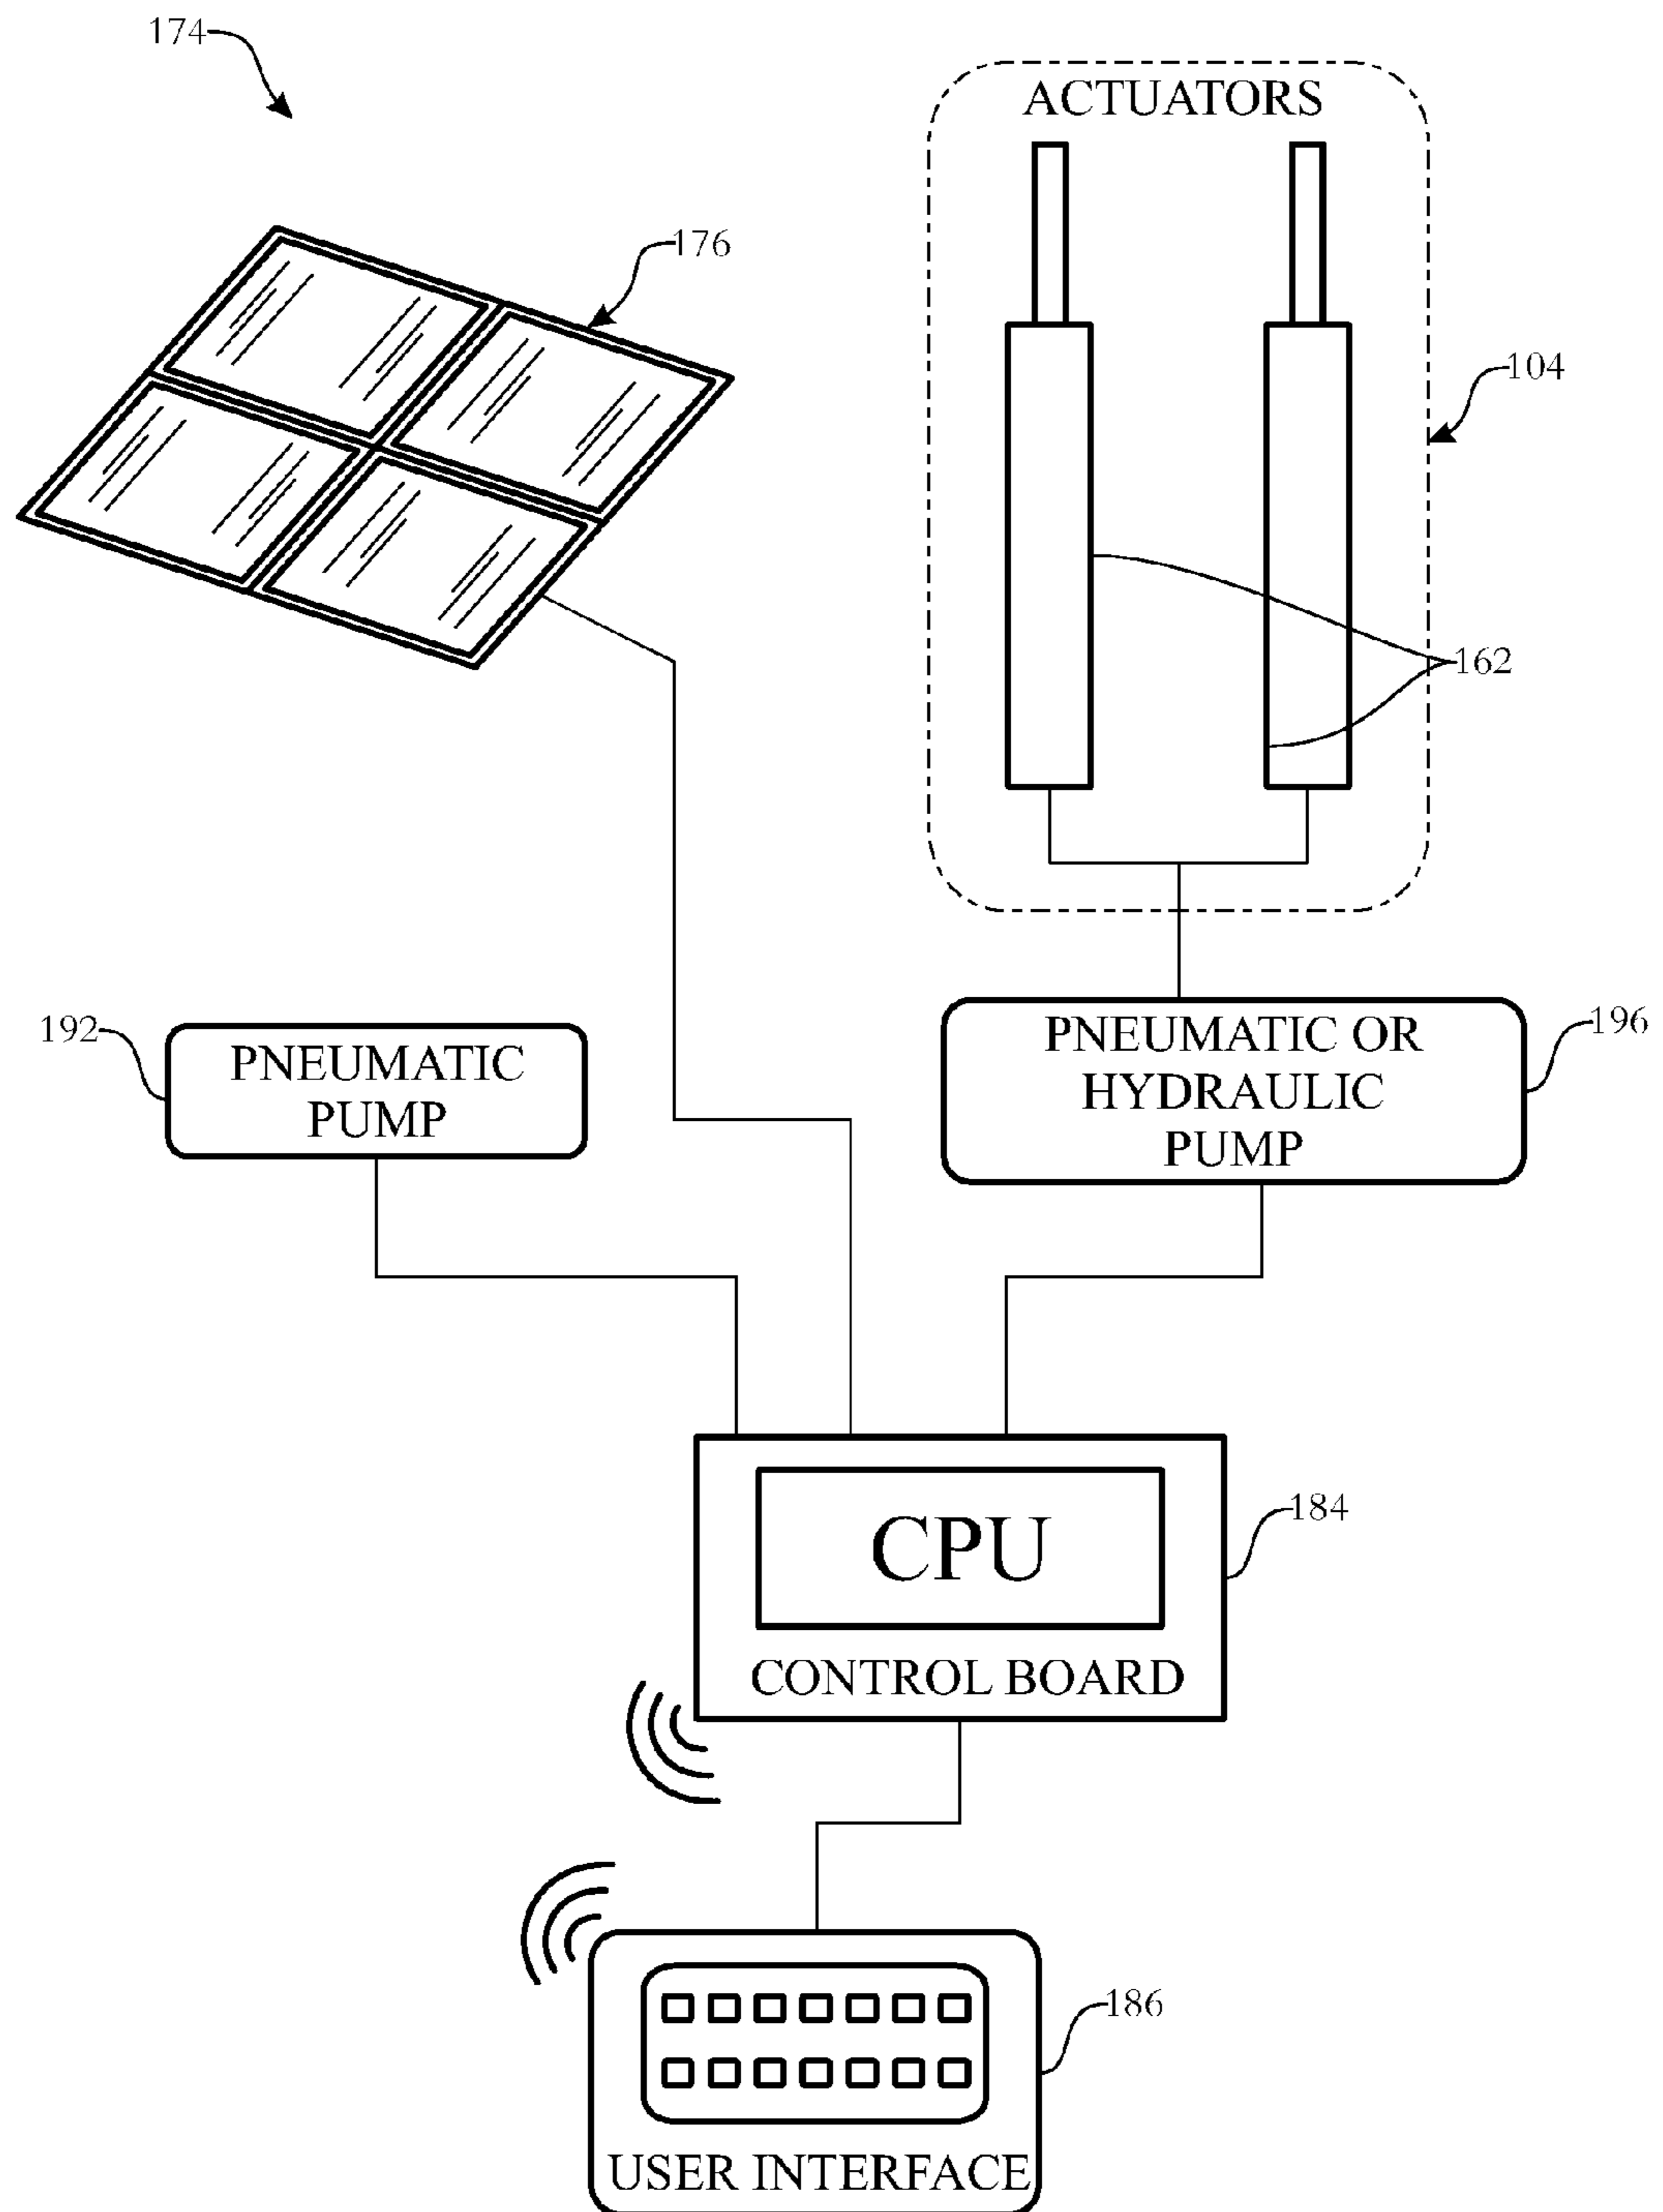 174
ACTUATORS
176
104
162
192
PNEUMATIC
PUMP
PNEUMATIC OR
HYDRAULIC
PUMP
196
CPU
184
CONTROL BOARD
186
USER INTERFACE